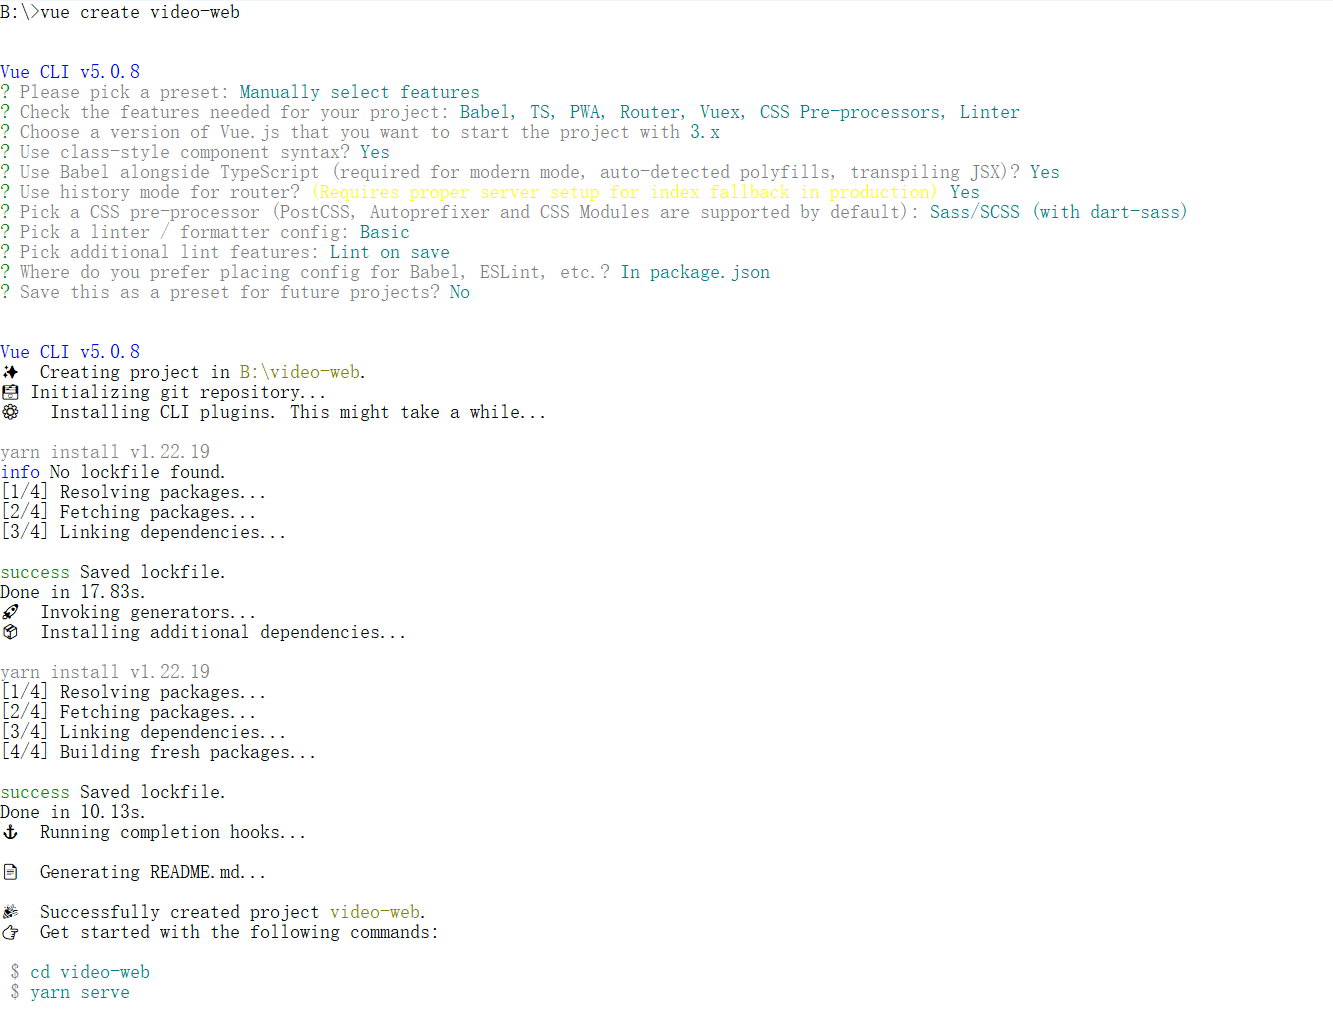 B:\>vue create video-web
Vue CLI v5.0.8
? Please pick a preset: Manually select features
? Check the features needed for your project: Babel, TS, PWA, Router, Vuex, CSS Pre-processors, Linter
? Choose a version of Vue.js that you want to start the project with 3.x
? Use class-style component syntax? Yes
? Use Babel alongside TypeScript (required for modern mode, auto-detected polyfills, transpiling JSX)? Yes
? Use history mode for router? (Requires proper server setup for index fallback in production) Yes
? Pick a CSS pre-processor (PostCSS, Autoprefixer and CSS Modules are supported by default): Sass/SCSS (with dart-sass)
? Pick a linter / formatter config: Basic
? Pick additional lint features: Lint on save
? Where do you prefer placing config for Babel, ESLint, etc.? In package.json
? Save this as a preset for future projects? No
Vue CLI v5.0.8
Creating project in B:\video-web.
Initializing git repository...
Installing CLI plugins. This might take a while...
yarn install v1.22.19
info No lockfile found.
[1/4] Resolving packages...
[2/4] Fetching packages...
[3/4] Linking dependencies...
success Saved lockfile.
Done in 17.83s.
Invoking generators...
Installing additional dependencies...
yarn install v1.22.19
[1/4] Resolving packages...
[2/4] Fetching packages...
[3/4] Linking dependencies...
[4/4] Building fresh packages...
success Saved lockfile.
Done in 10.13s.
Running completion hooks...
Generating README.md...
Successfully created project video-web.
Get started with the following commands:
$ cd video-web
$ yarn serve